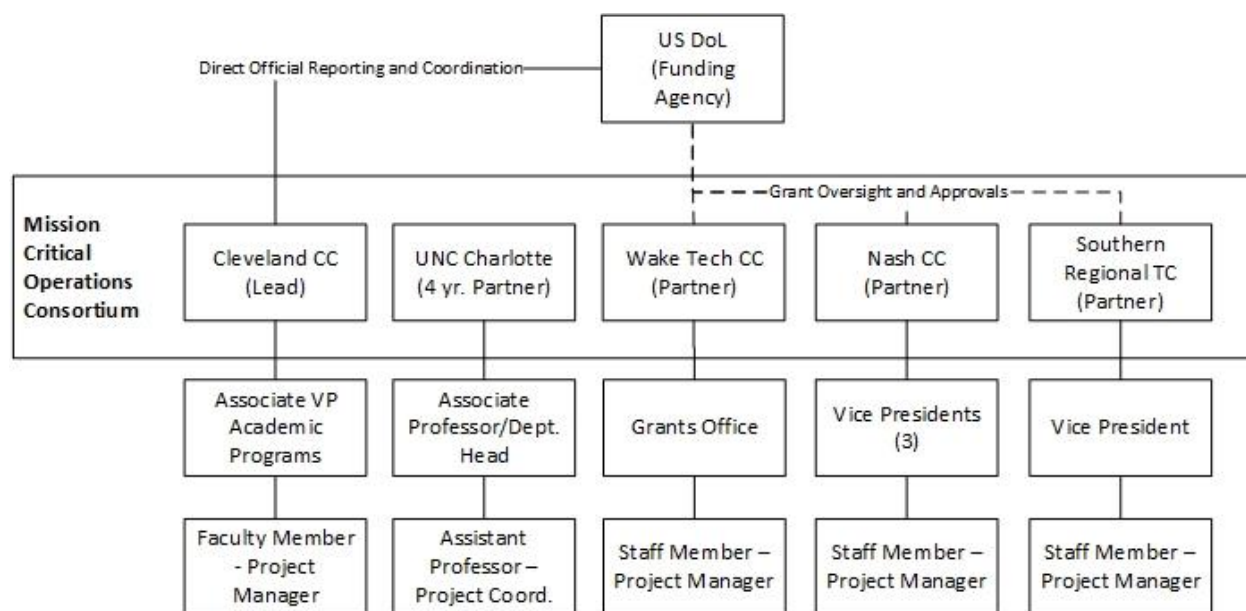 US DoL
(Funding
Agency)
Direct Official Reporting and Coordination
Grant Oversight and Approvals
Mission
Critical
Operations
Consortium
Cleveland CC
(Lead)
UNC Charlotte
(4 yr. Partner)
Wake Tech CC
(Partner)
Nash CC
(Partner)
Southern
Regional TC
(Partner)
Associate VP
Academic
Programs
Associate
Professor/Dept.
Head
Grants Office
Vice Presidents
(3)
Vice President
Faculty Member
- Project
Manager
Assistant
Professor –
Project Coord.
Staff Member –
Project Manager
Staff Member –
Project Manager
Staff Member –
Project Manager